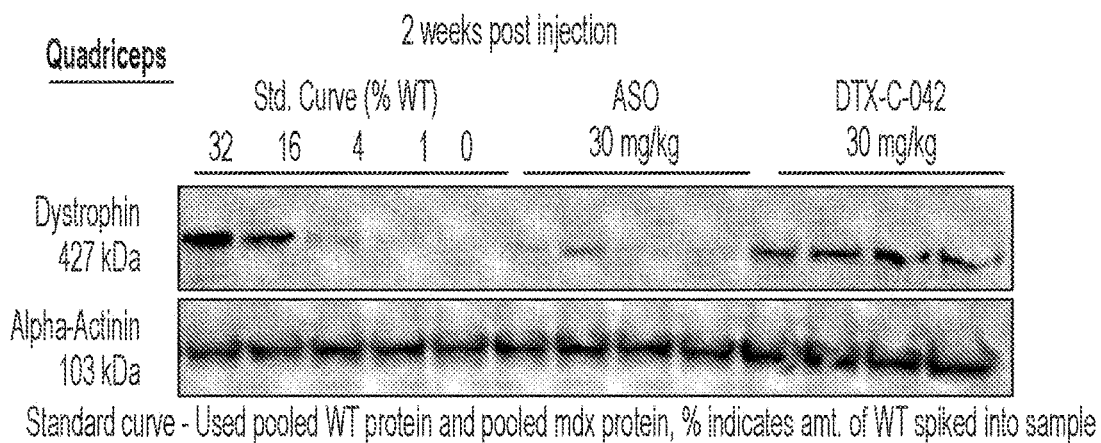 2 weeks post injection
Quadriceps
Std. Curve (% WT) ASO DTX-C-042
32 16 4 1 0 30 mg/kg 30 mg/kg
Dystrophin
427 kDa
Alpha-Actinin
103 kDa
Standard curve - Used pooled WT protein and pooled mdx protein, % indicates amt. of WT spiked into sample